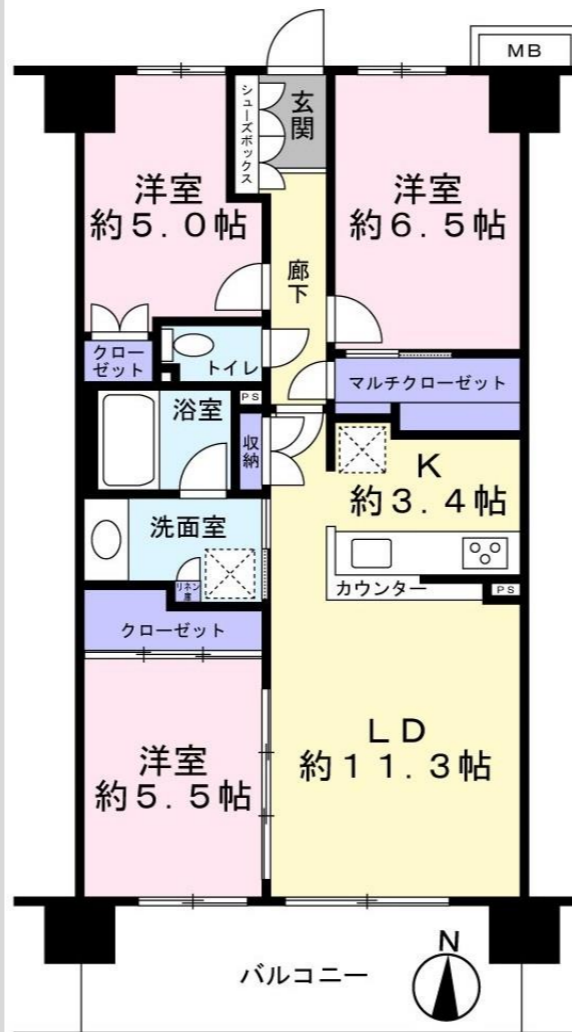 MB
シューズボックス
玄関
洋室
約5.0帖
洋室
約6.5帖
廊下
クローゼット
トイレ
マルチクローゼット
PS
浴室
収納
K
約3.4帖
洗面室
リネン庫
カウンター
PS
クローゼット
LD
約11.3帖
洋室
約5.5帖
バルコニー
N